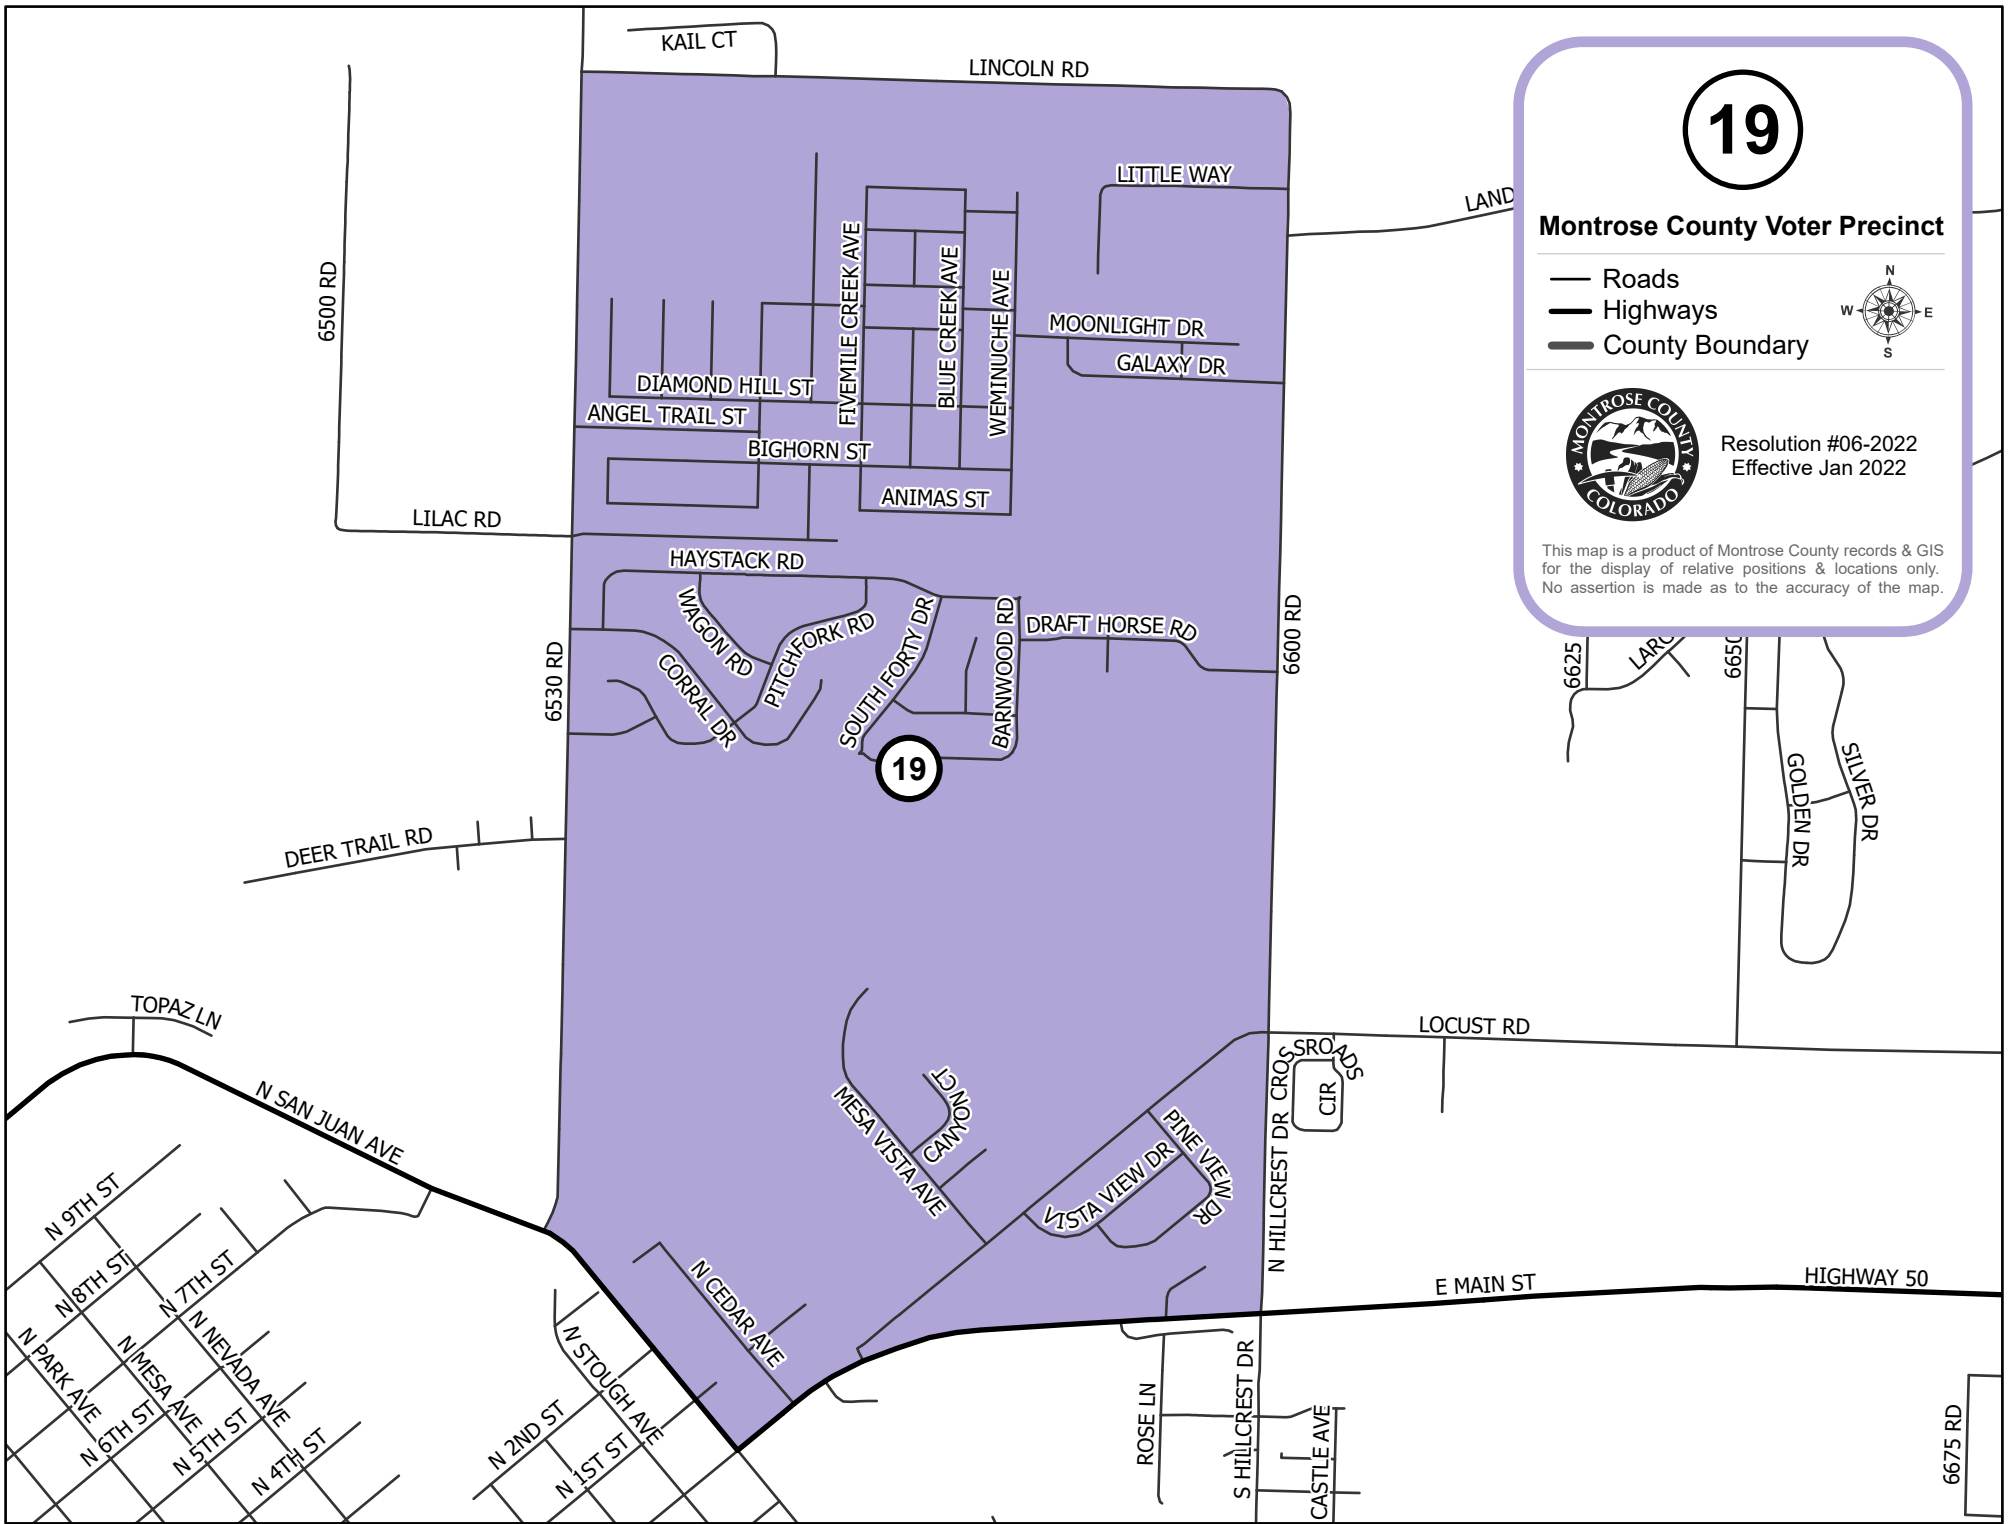 KAIL CT
LINCOLN RD
19
Montrose County Voter Precinct
Roads
Highways
County Boundary
N
W
E
S
MONTROSE COUNTY
COLORADO
Resolution #06-2022
Effective Jan 2022
This map is a product of Montrose County records & GIS
for the display of relative positions & locations only.
No assertion is made as to the accuracy of the map.
LITTLE WAY
LAND
6500 RD
FIVEMILE CREEK AVE
BLUE CREEK AVE
WEMINUCHE AVE
MOONLIGHT DR
GALAXY DR
DIAMOND HILL ST
ANGEL TRAIL ST
BIGHORN ST
ANIMAS ST
LILAC RD
HAYSTACK RD
WAGON RD
PITCHFORK RD
CORRAL DR
SOUTH FORTY DR
BARNWOOD RD
DRAFT HORSE RD
6530 RD
6600 RD
6625
LARC
6650
GOLDEN DR
SILVER DR
19
DEER TRAIL RD
TOPAZ LN
N SAN JUAN AVE
LOCUST RD
CROSSROADS
CIR
MESA VISTA AVE
CANYON CT
PINE VIEW DR
VISTA VIEW DR
N HILLCREST DR
E MAIN ST
HIGHWAY 50
N 9TH ST
N 8TH ST
N 7TH ST
N NEVADA AVE
N MESA AVE
N PARK AVE
N 6TH ST
N 5TH ST
N 4TH ST
N CEDAR AVE
N STOUGH AVE
N 2ND ST
N 1ST ST
ROSE LN
S HILLCREST DR
CASTLE AVE
6675 RD